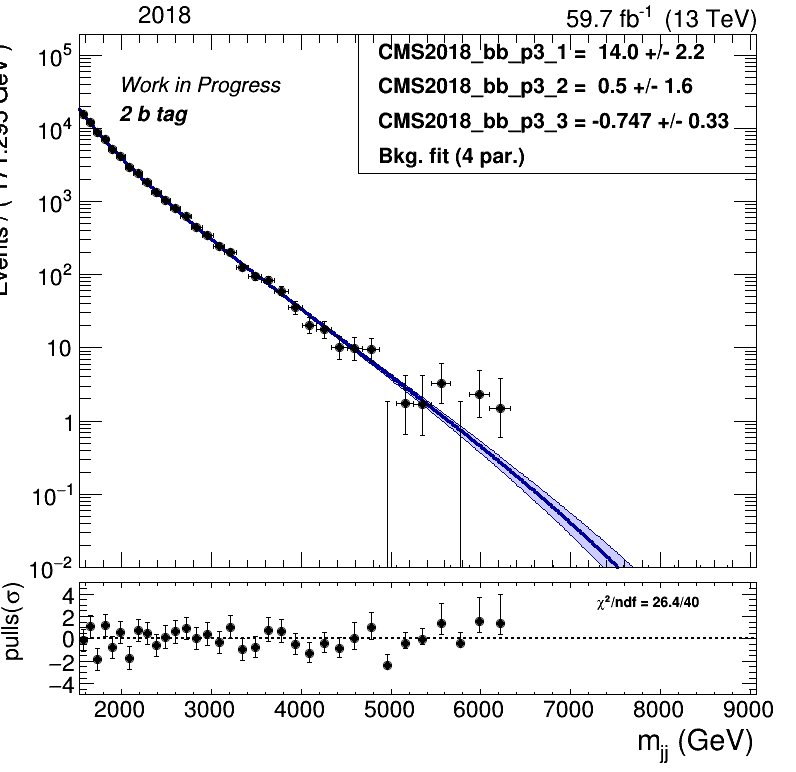 2018 59.7 fb⁻¹ (13 TeV)
CMS2018_bb_p3_1 = 14.0 +/- 2.2
CMS2018_bb_p3_2 = 0.5 +/- 1.6
CMS2018_bb_p3_3 = -0.747 +/- 0.33
Bkg. fit (4 par.)
Work in Progress
2 b tag
10⁵
10⁴
10³
10²
10
1
10⁻¹
10⁻²
χ²/ndf = 26.4/40
pulls(σ)
4
2
0
−2
−4
2000 3000 4000 5000 6000 7000 8000 9000
m_jj (GeV)